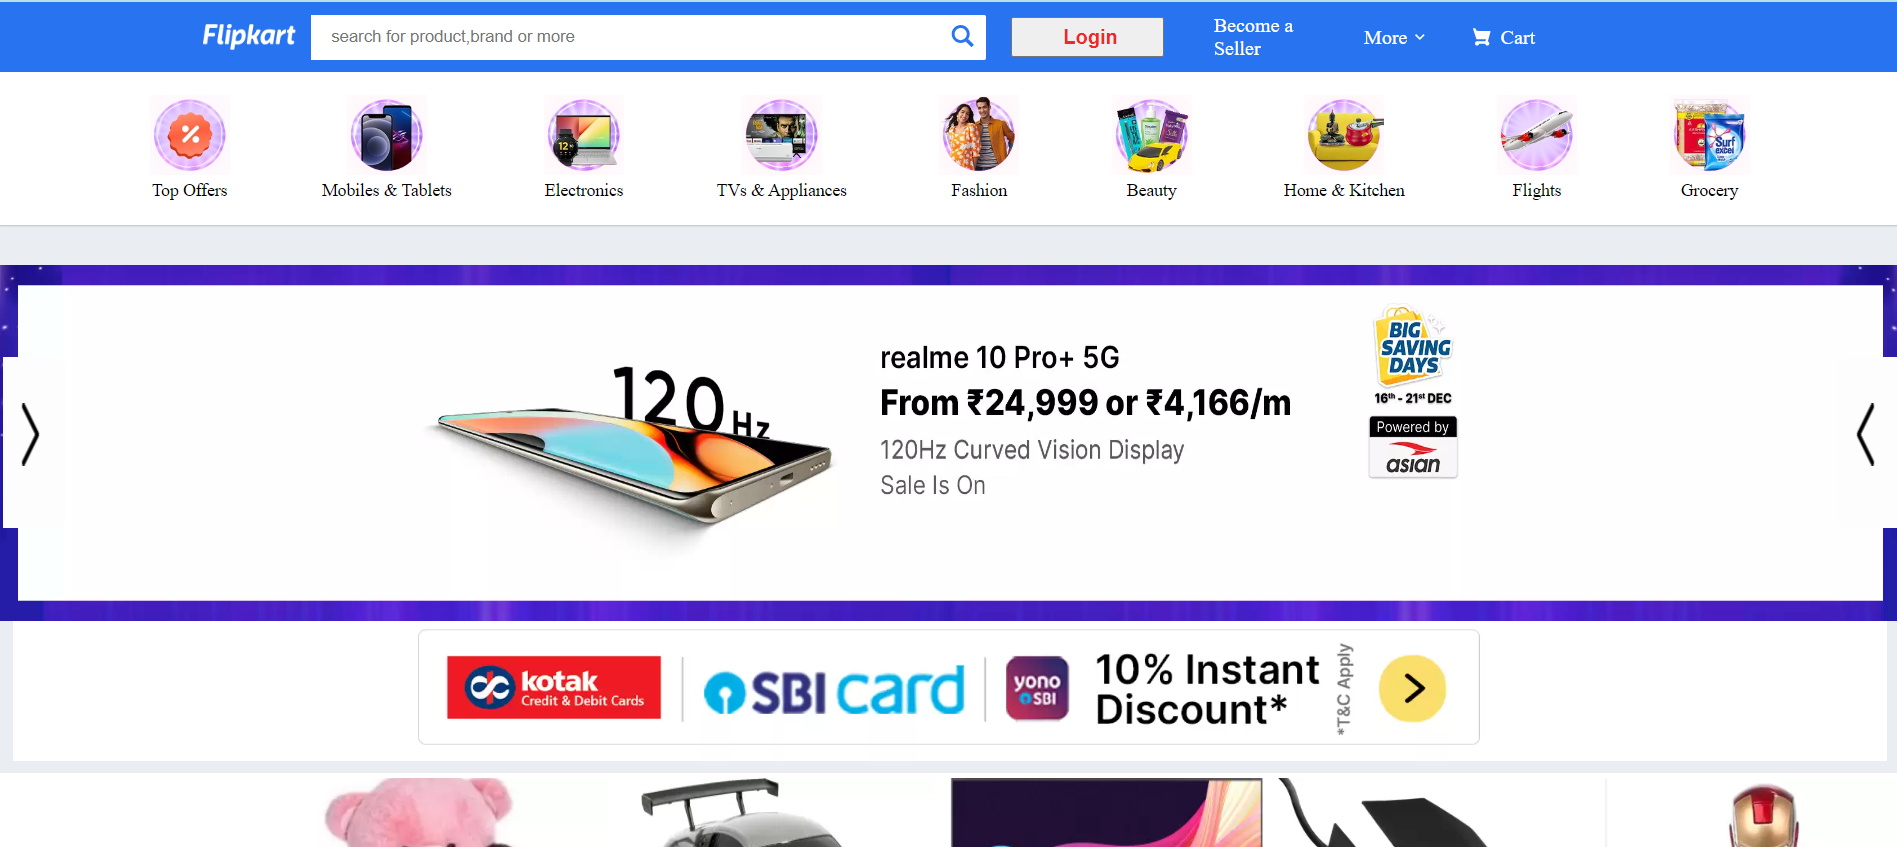 Flipkart
search for product,brand or more
Login
Become a
Seller
More
Cart
Top Offers
Mobiles & Tablets
Electronics
TVs & Appliances
Fashion
Beauty
Home & Kitchen
Flights
Grocery
Surf
excel
120Hz
realme 10 Pro+ 5G
From ₹24,999 or ₹4,166/m
120Hz Curved Vision Display
Sale Is On
BIG
SAVING
DAYS
16th - 21st DEC
Powered by
asian
kotak
Credit & Debit Cards
SBI card
yono
SBI
10% Instant
Discount*
*T&C Apply